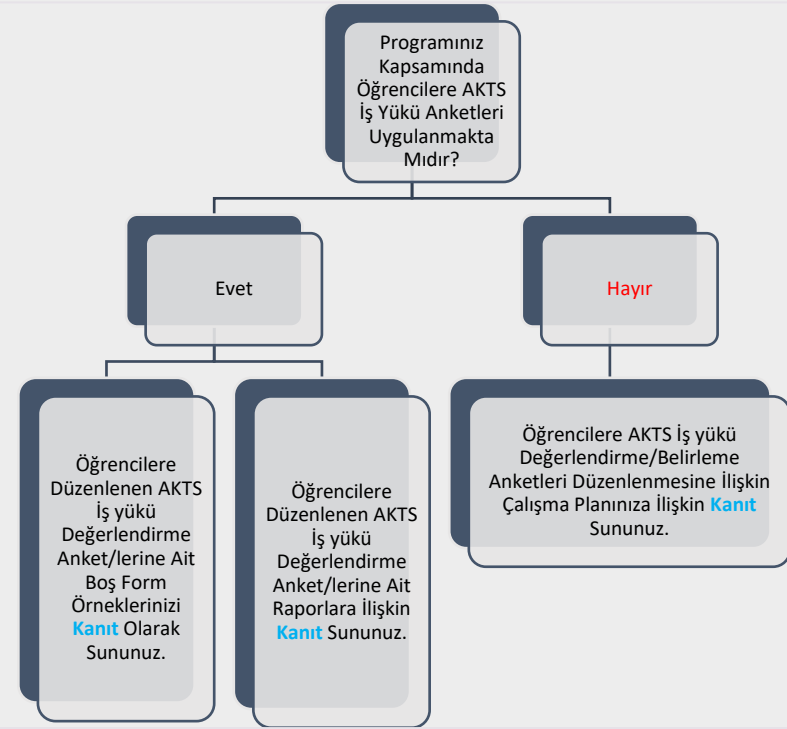 Programınız
Kapsamında
Öğrencilere AKTS
İş Yükü Anketleri
Uygulanmakta
Mıdır?
Evet
Hayır
Öğrencilere
Düzenlenen AKTS
İş yükü
Değerlendirme
Anket/lerine Ait
Boş Form
Örneklerinizi
Kanıt Olarak
Sununuz.
Öğrencilere
Düzenlenen AKTS
İş yükü
Değerlendirme
Anket/lerine Ait
Raporlara İlişkin
Kanıt Sununuz.
Öğrencilere AKTS İş yükü
Değerlendirme/Belirleme
Anketleri Düzenlenmesine İlişkin
Çalışma Planınıza İlişkin Kanıt
Sununuz.